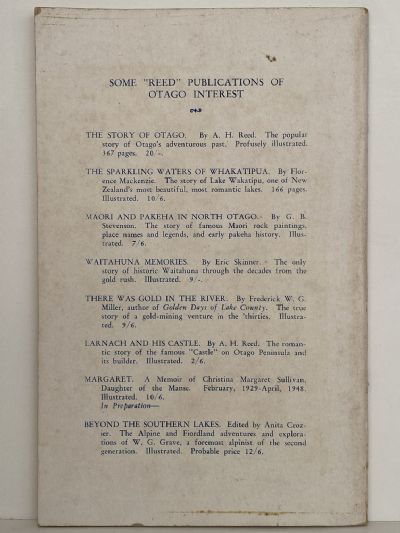 SOME "REED" PUBLICATIONS OF
OTAGO INTEREST
THE STORY OF OTAGO. By A. H. Reed. The popular
story of Otago's adventurous past. Profusely illustrated.
367 pages. 20/-.
THE SPARKLING WATERS OF WHAKATIPUA. By Flor-
ence Mackenzie. The story of Lake Wakatipu, one of New
Zealand's most beautiful, most romantic lakes. 166 pages.
Illustrated. 10/6.
MAORI AND PAKEHA IN NORTH OTAGO. By G. B.
Stevenson. The story of famous Maori rock paintings,
place names and legends, and early pakeha history. Illus-
trated. 7/6.
WAITAHUNA MEMORIES. By Eric Skinner. The only
story of historic Waitahuna through the decades from the
gold rush. Illustrated. 9/-.
THERE WAS GOLD IN THE RIVER. By Frederick W. G.
Miller, author of Golden Days of Lake County. The true
story of a gold-mining venture in the 'thirties. Illustra-
ted. 9/6.
LARNACH AND HIS CASTLE. By A. H. Reed. The roman-
tic story of the famous "Castle" on Otago Peninsula and
its builder. Illustrated. 2/6.
MARGARET. A Memoir of Christina Margaret Sullivan,
Daughter of the Manse. February, 1929-April, 1948.
Illustrated. 10/6.
In Preparation—
BEYOND THE SOUTHERN LAKES. Edited by Anita Croz-
ier. The Alpine and Fiordland adventures and explora-
tions of W. G. Grave, a foremost alpinist of the second
generation. Illustrated. Probable price 12/6.